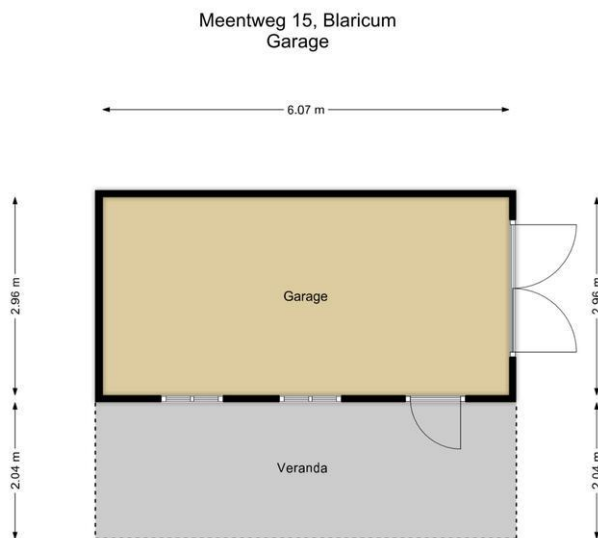 Meentweg 15, Blaricum
Garage
6.07 m
2.96 m
Garage
2.96 m
2.04 m
Veranda
2.04 m